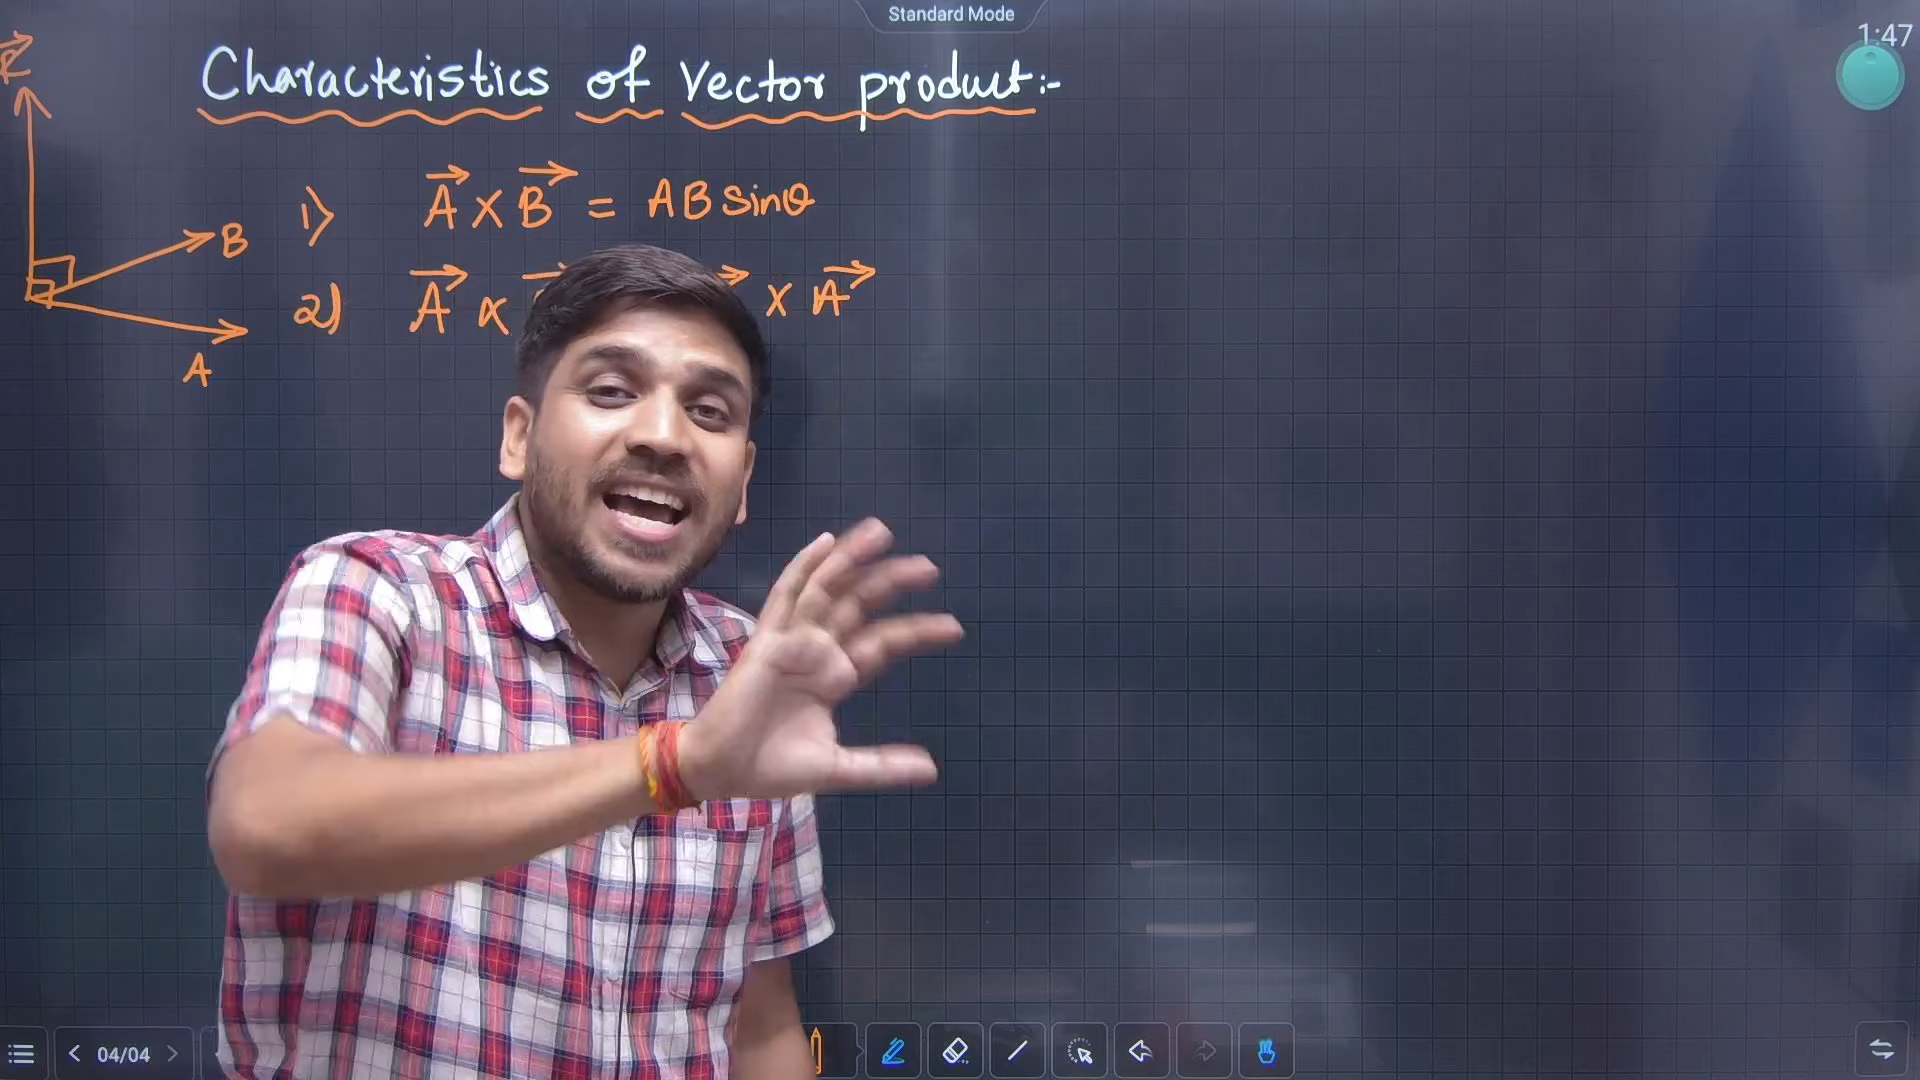 Standard Mode
1:47
Characteristics of Vector product:-
R
1) A × B = AB Sinθ
B
2) A × × A
A
04/04